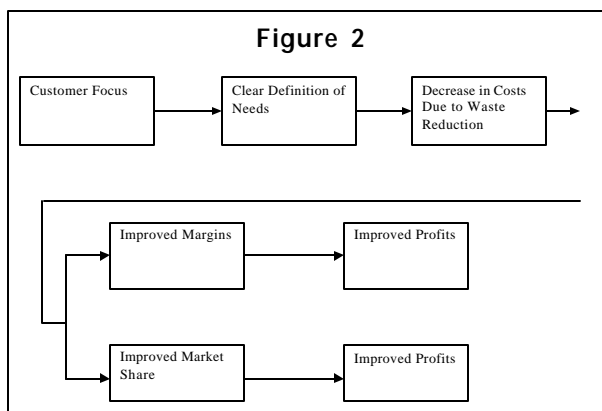 Figure 2
Customer Focus
Clear Definition of
Needs
Decrease in Costs
Due to Waste
Reduction
Improved Margins
Improved Profits
Improved Market
Share
Improved Profits